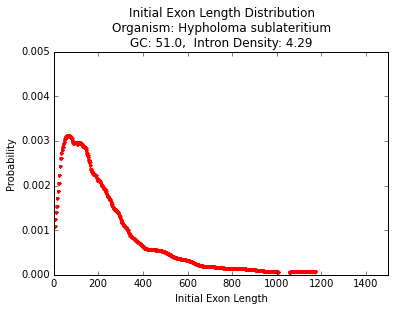 Initial Exon Length Distribution
Organism: Hypholoma sublateritium
GC: 51.0,  Intron Density: 4.29
0.005
0.004
0.003
0.002
0.001
0.000
Probability
0 200 400 600 800 1000 1200 1400
Initial Exon Length